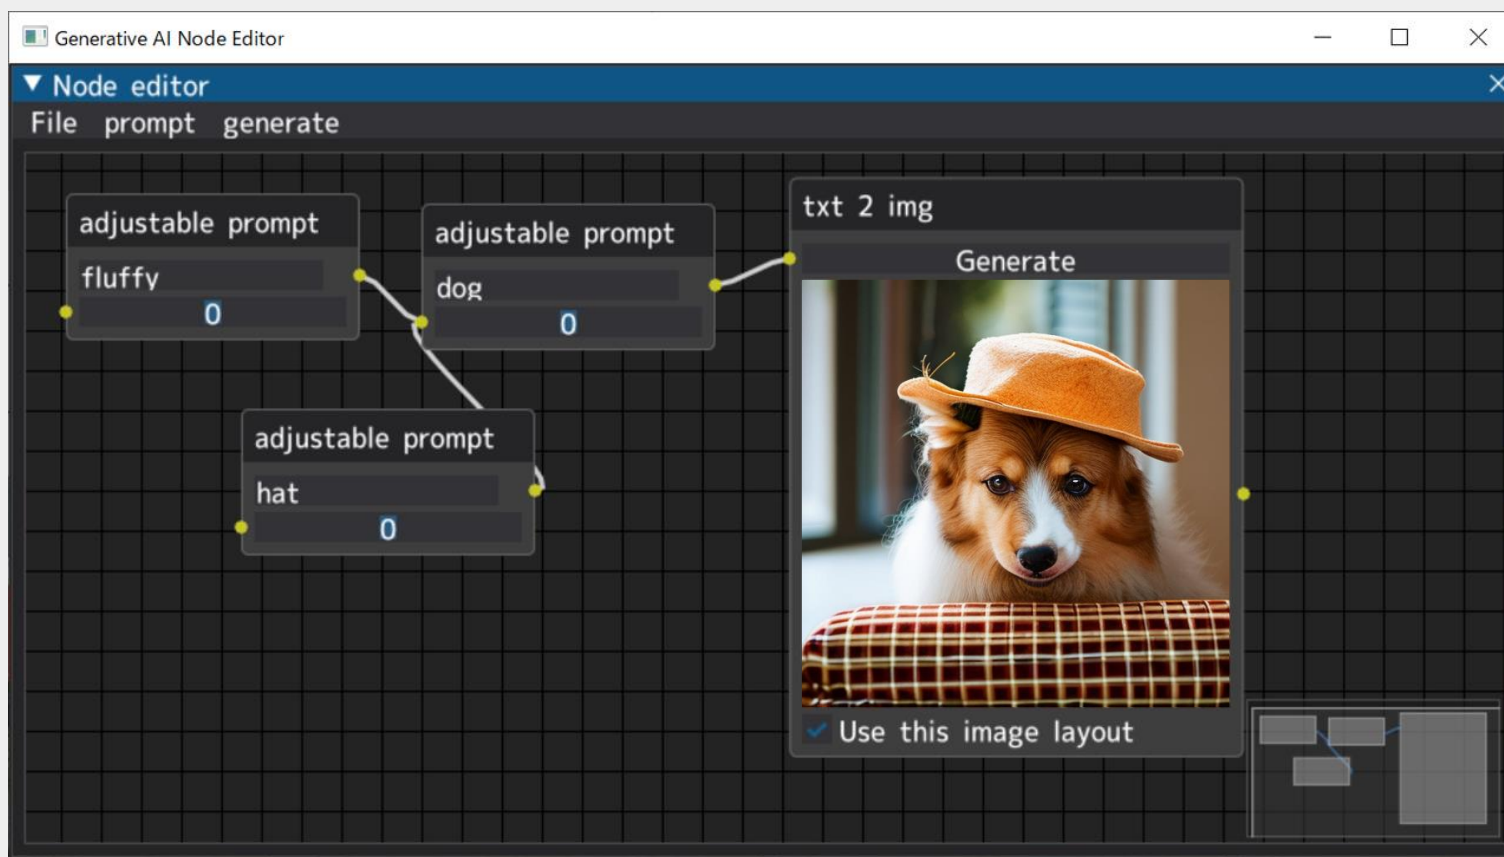 Generative AI Node Editor
Node editor
File prompt generate
adjustable prompt
fluffy
0
adjustable prompt
dog
0
adjustable prompt
hat
0
txt 2 img
Generate
Use this image layout